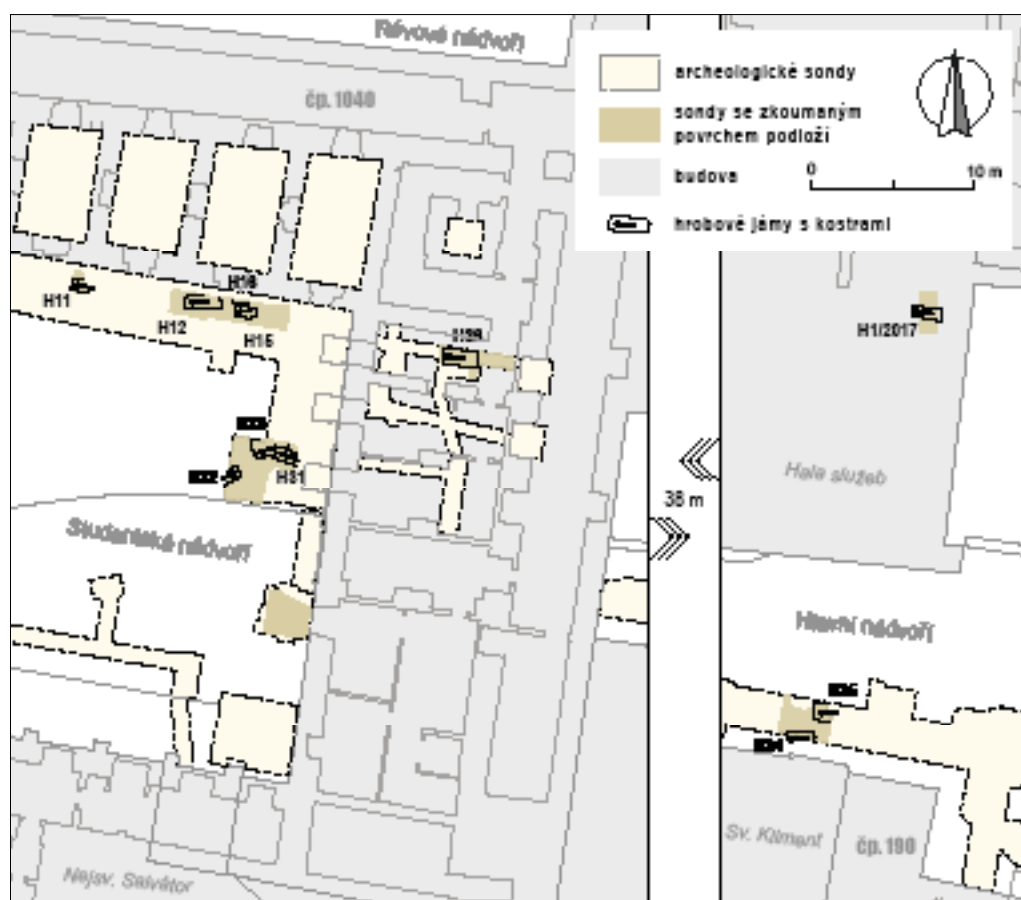 Révové nádvoří
čp. 1040
archeologické sondy
sondy se zkoumaným
povrchem podloží
budova
0 10 m
hrobové jámy s kostrami
H11
H16
H12
H15
H31
H1/2017
Hala služeb
38 m
Studentské nádvoří
Hlavní nádvoří
Sv. Kliment
čp. 190
Nejsv. Salvátor